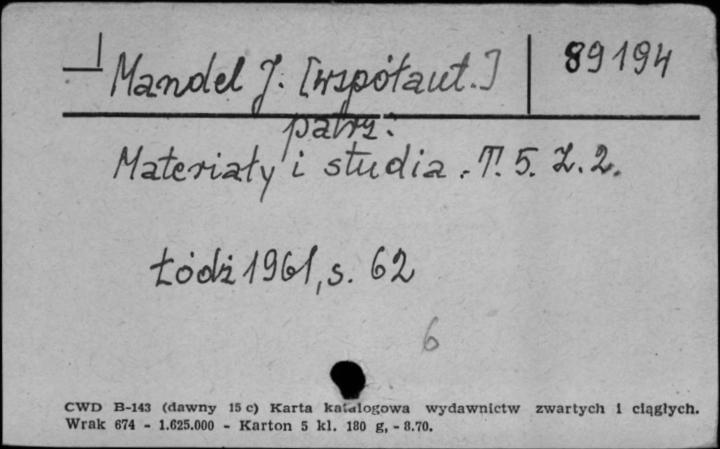 Mandel J. [współaut.] 89194
patrz:
Materiały i studia. T. 5. Z. 2.
Łódź 1961, s. 62
6
CWD B-143 (dawny 15 c) Karta katalogowa wydawnictw zwartych i ciągłych.
Wrak 674 - 1.625.000 - Karton 5 kl. 180 g, - 8.70.